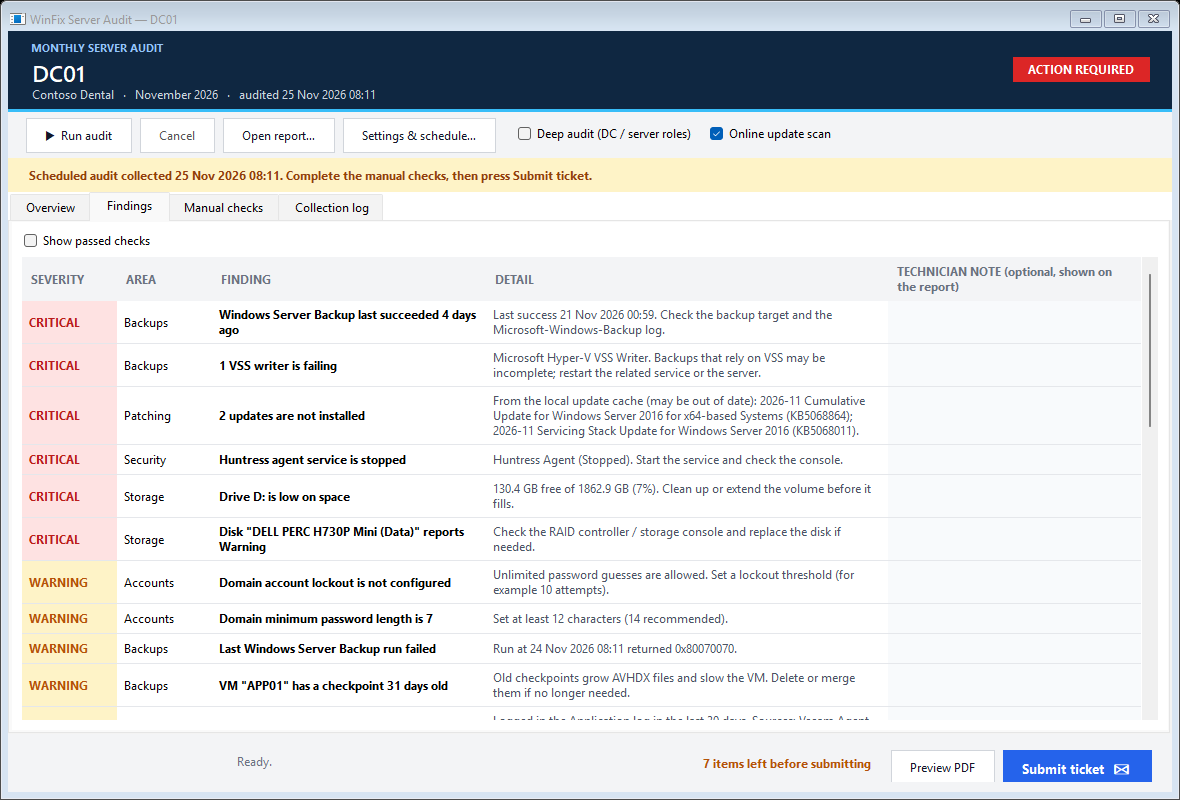 WinFix Server Audit — DC01
MONTHLY SERVER AUDIT
DC01
Contoso Dental · November 2026 · audited 25 Nov 2026 08:11
ACTION REQUIRED
Run audit
Cancel
Open report...
Settings & schedule...
Deep audit (DC / server roles)
Online update scan
Scheduled audit collected 25 Nov 2026 08:11. Complete the manual checks, then press Submit ticket.
Overview
Findings
Manual checks
Collection log
Show passed checks
SEVERITY
AREA
FINDING
DETAIL
TECHNICIAN NOTE (optional, shown on
the report)
CRITICAL
Backups
Windows Server Backup last succeeded 4 days
ago
Last success 21 Nov 2026 00:59. Check the backup target and the
Microsoft-Windows-Backup log.
CRITICAL
Backups
1 VSS writer is failing
Microsoft Hyper-V VSS Writer. Backups that rely on VSS may be
incomplete; restart the related service or the server.
CRITICAL
Patching
2 updates are not installed
From the local update cache (may be out of date): 2026-11 Cumulative
Update for Windows Server 2016 for x64-based Systems (KB5068864);
2026-11 Servicing Stack Update for Windows Server 2016 (KB5068011).
CRITICAL
Security
Huntress agent service is stopped
Huntress Agent (Stopped). Start the service and check the console.
CRITICAL
Storage
Drive D: is low on space
130.4 GB free of 1862.9 GB (7%). Clean up or extend the volume before it
fills.
CRITICAL
Storage
Disk "DELL PERC H730P Mini (Data)" reports
Warning
Check the RAID controller / storage console and replace the disk if
needed.
WARNING
Accounts
Domain account lockout is not configured
Unlimited password guesses are allowed. Set a lockout threshold (for
example 10 attempts).
WARNING
Accounts
Domain minimum password length is 7
Set at least 12 characters (14 recommended).
WARNING
Backups
Last Windows Server Backup run failed
Run at 24 Nov 2026 08:11 returned 0x80070070.
WARNING
Backups
VM "APP01" has a checkpoint 31 days old
Old checkpoints grow AVHDX files and slow the VM. Delete or merge
them if no longer needed.
Logged in the Application log in the last 30 days. Sources:
Ready.
7 items left before submitting
Preview PDF
Submit ticket